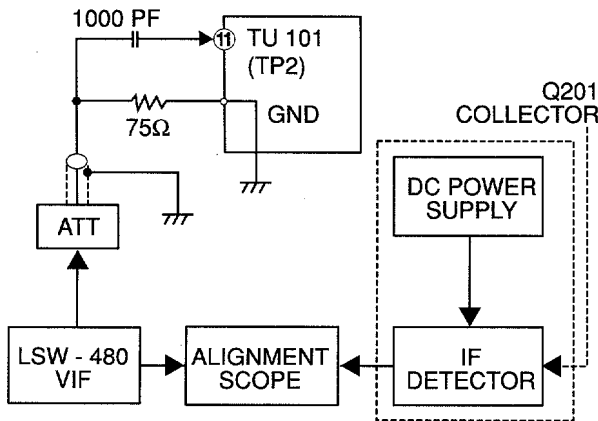 1000 PF
11
TU 101
(TP2)
75Ω
GND
Q201
COLLECTOR
DC POWER
SUPPLY
ATT
LSW - 480
VIF
ALIGNMENT
SCOPE
IF
DETECTOR